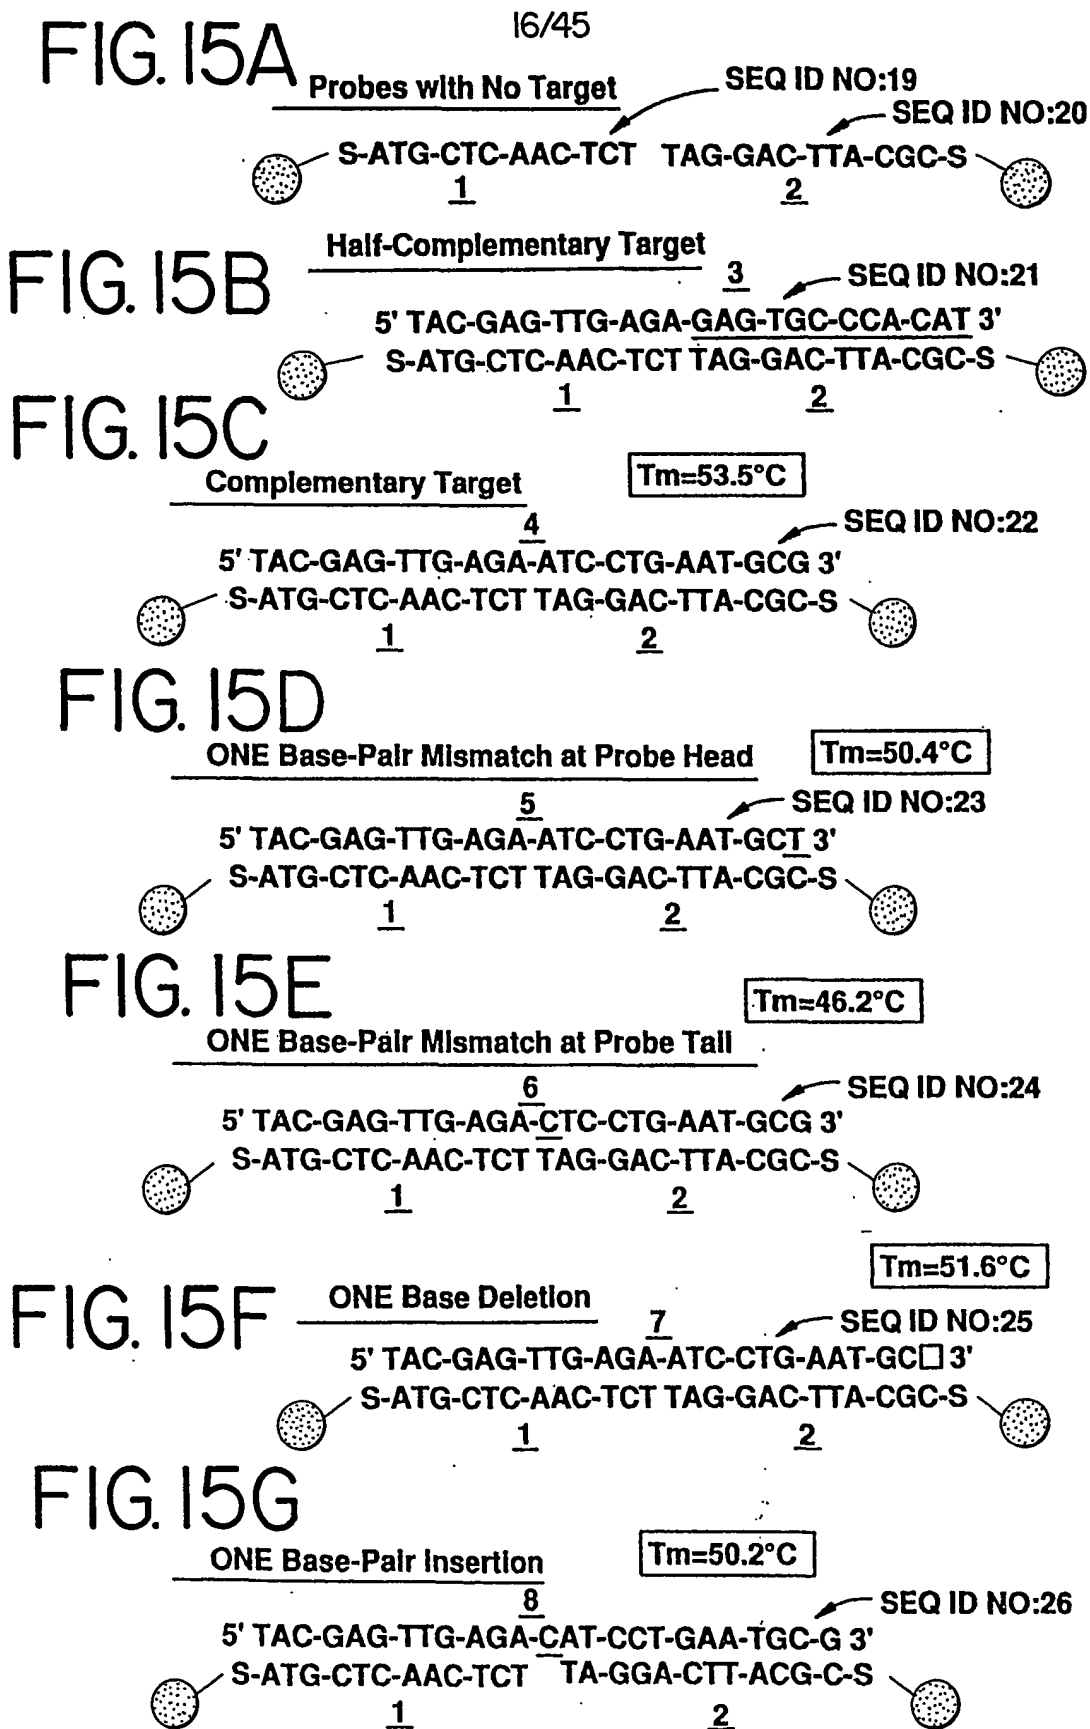 16/45
FIG. 15A
Probes with No Target
SEQ ID NO:19
SEQ ID NO:20
S-ATG-CTC-AAC-TCT TAG-GAC-TTA-CGC-S
1 2
FIG. 15B
Half-Complementary Target
3
SEQ ID NO:21
5' TAC-GAG-TTG-AGA-GAG-TGC-CCA-CAT 3'
S-ATG-CTC-AAC-TCT TAG-GAC-TTA-CGC-S
1 2
FIG. 15C
Complementary Target
Tm=53.5°C
4
SEQ ID NO:22
5' TAC-GAG-TTG-AGA-ATC-CTG-AAT-GCG 3'
S-ATG-CTC-AAC-TCT TAG-GAC-TTA-CGC-S
1 2
FIG. 15D
ONE Base-Pair Mismatch at Probe Head
Tm=50.4°C
5
SEQ ID NO:23
5' TAC-GAG-TTG-AGA-ATC-CTG-AAT-GCT 3'
S-ATG-CTC-AAC-TCT TAG-GAC-TTA-CGC-S
1 2
FIG. 15E
Tm=46.2°C
ONE Base-Pair Mismatch at Probe Tail
6
SEQ ID NO:24
5' TAC-GAG-TTG-AGA-CTC-CTG-AAT-GCG 3'
S-ATG-CTC-AAC-TCT TAG-GAC-TTA-CGC-S
1 2
Tm=51.6°C
FIG. 15F
ONE Base Deletion
7
SEQ ID NO:25
5' TAC-GAG-TTG-AGA-ATC-CTG-AAT-GC□ 3'
S-ATG-CTC-AAC-TCT TAG-GAC-TTA-CGC-S
1 2
FIG. 15G
ONE Base-Pair Insertion
Tm=50.2°C
8
SEQ ID NO:26
5' TAC-GAG-TTG-AGA-CAT-CCT-GAA-TGC-G 3'
S-ATG-CTC-AAC-TCT TA-GGA-CTT-ACG-C-S
1 2